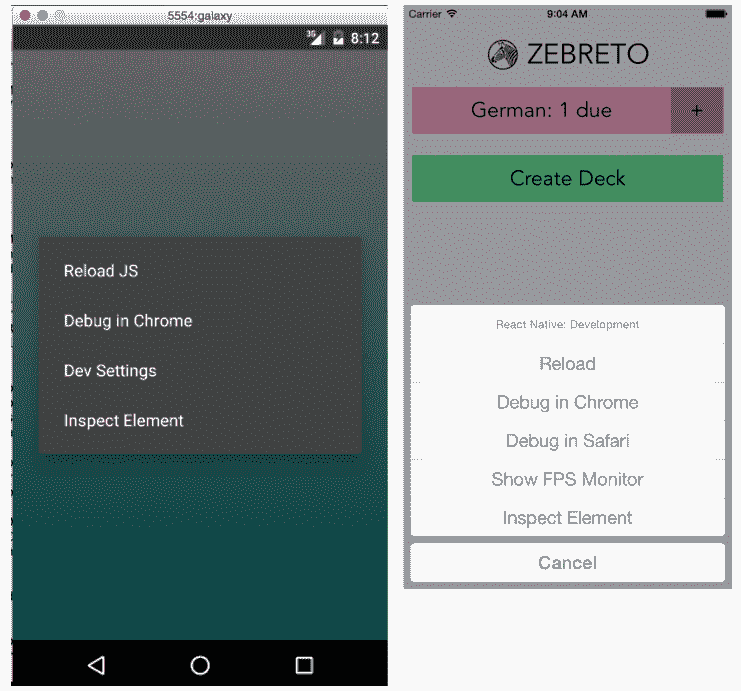 5554:galaxy
3G 8:12
Reload JS
Debug in Chrome
Dev Settings
Inspect Element
Carrier 9:04 AM
ZEBRETO
German: 1 due +
Create Deck
React Native: Development
Reload
Debug in Chrome
Debug in Safari
Show FPS Monitor
Inspect Element
Cancel